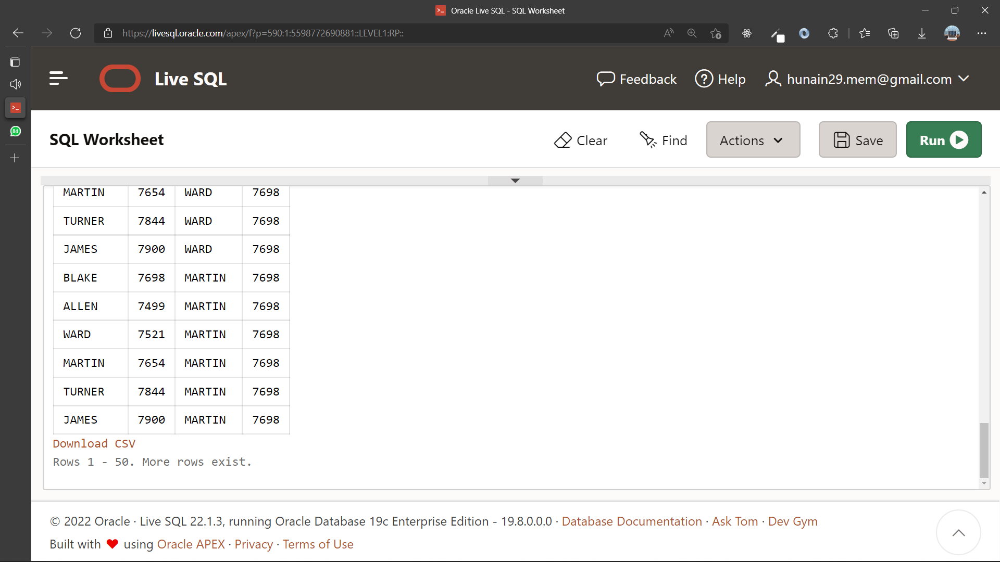 Oracle Live SQL - SQL Worksheet
https://livesql.oracle.com/apex/f?p=590:1:5598772690881::LEVEL1:RP::
Live SQL
Feedback
Help
hunain29.mem@gmail.com
84
SQL Worksheet
Clear
Find
Actions
Save
Run
MARTIN 7654 WARD 7698
TURNER 7844 WARD 7698
JAMES 7900 WARD 7698
BLAKE 7698 MARTIN 7698
ALLEN 7499 MARTIN 7698
WARD 7521 MARTIN 7698
MARTIN 7654 MARTIN 7698
TURNER 7844 MARTIN 7698
JAMES 7900 MARTIN 7698
Download CSV
Rows 1 - 50. More rows exist.
© 2022 Oracle · Live SQL 22.1.3, running Oracle Database 19c Enterprise Edition - 19.8.0.0.0 · Database Documentation · Ask Tom · Dev Gym
Built with ❤ using Oracle APEX · Privacy · Terms of Use